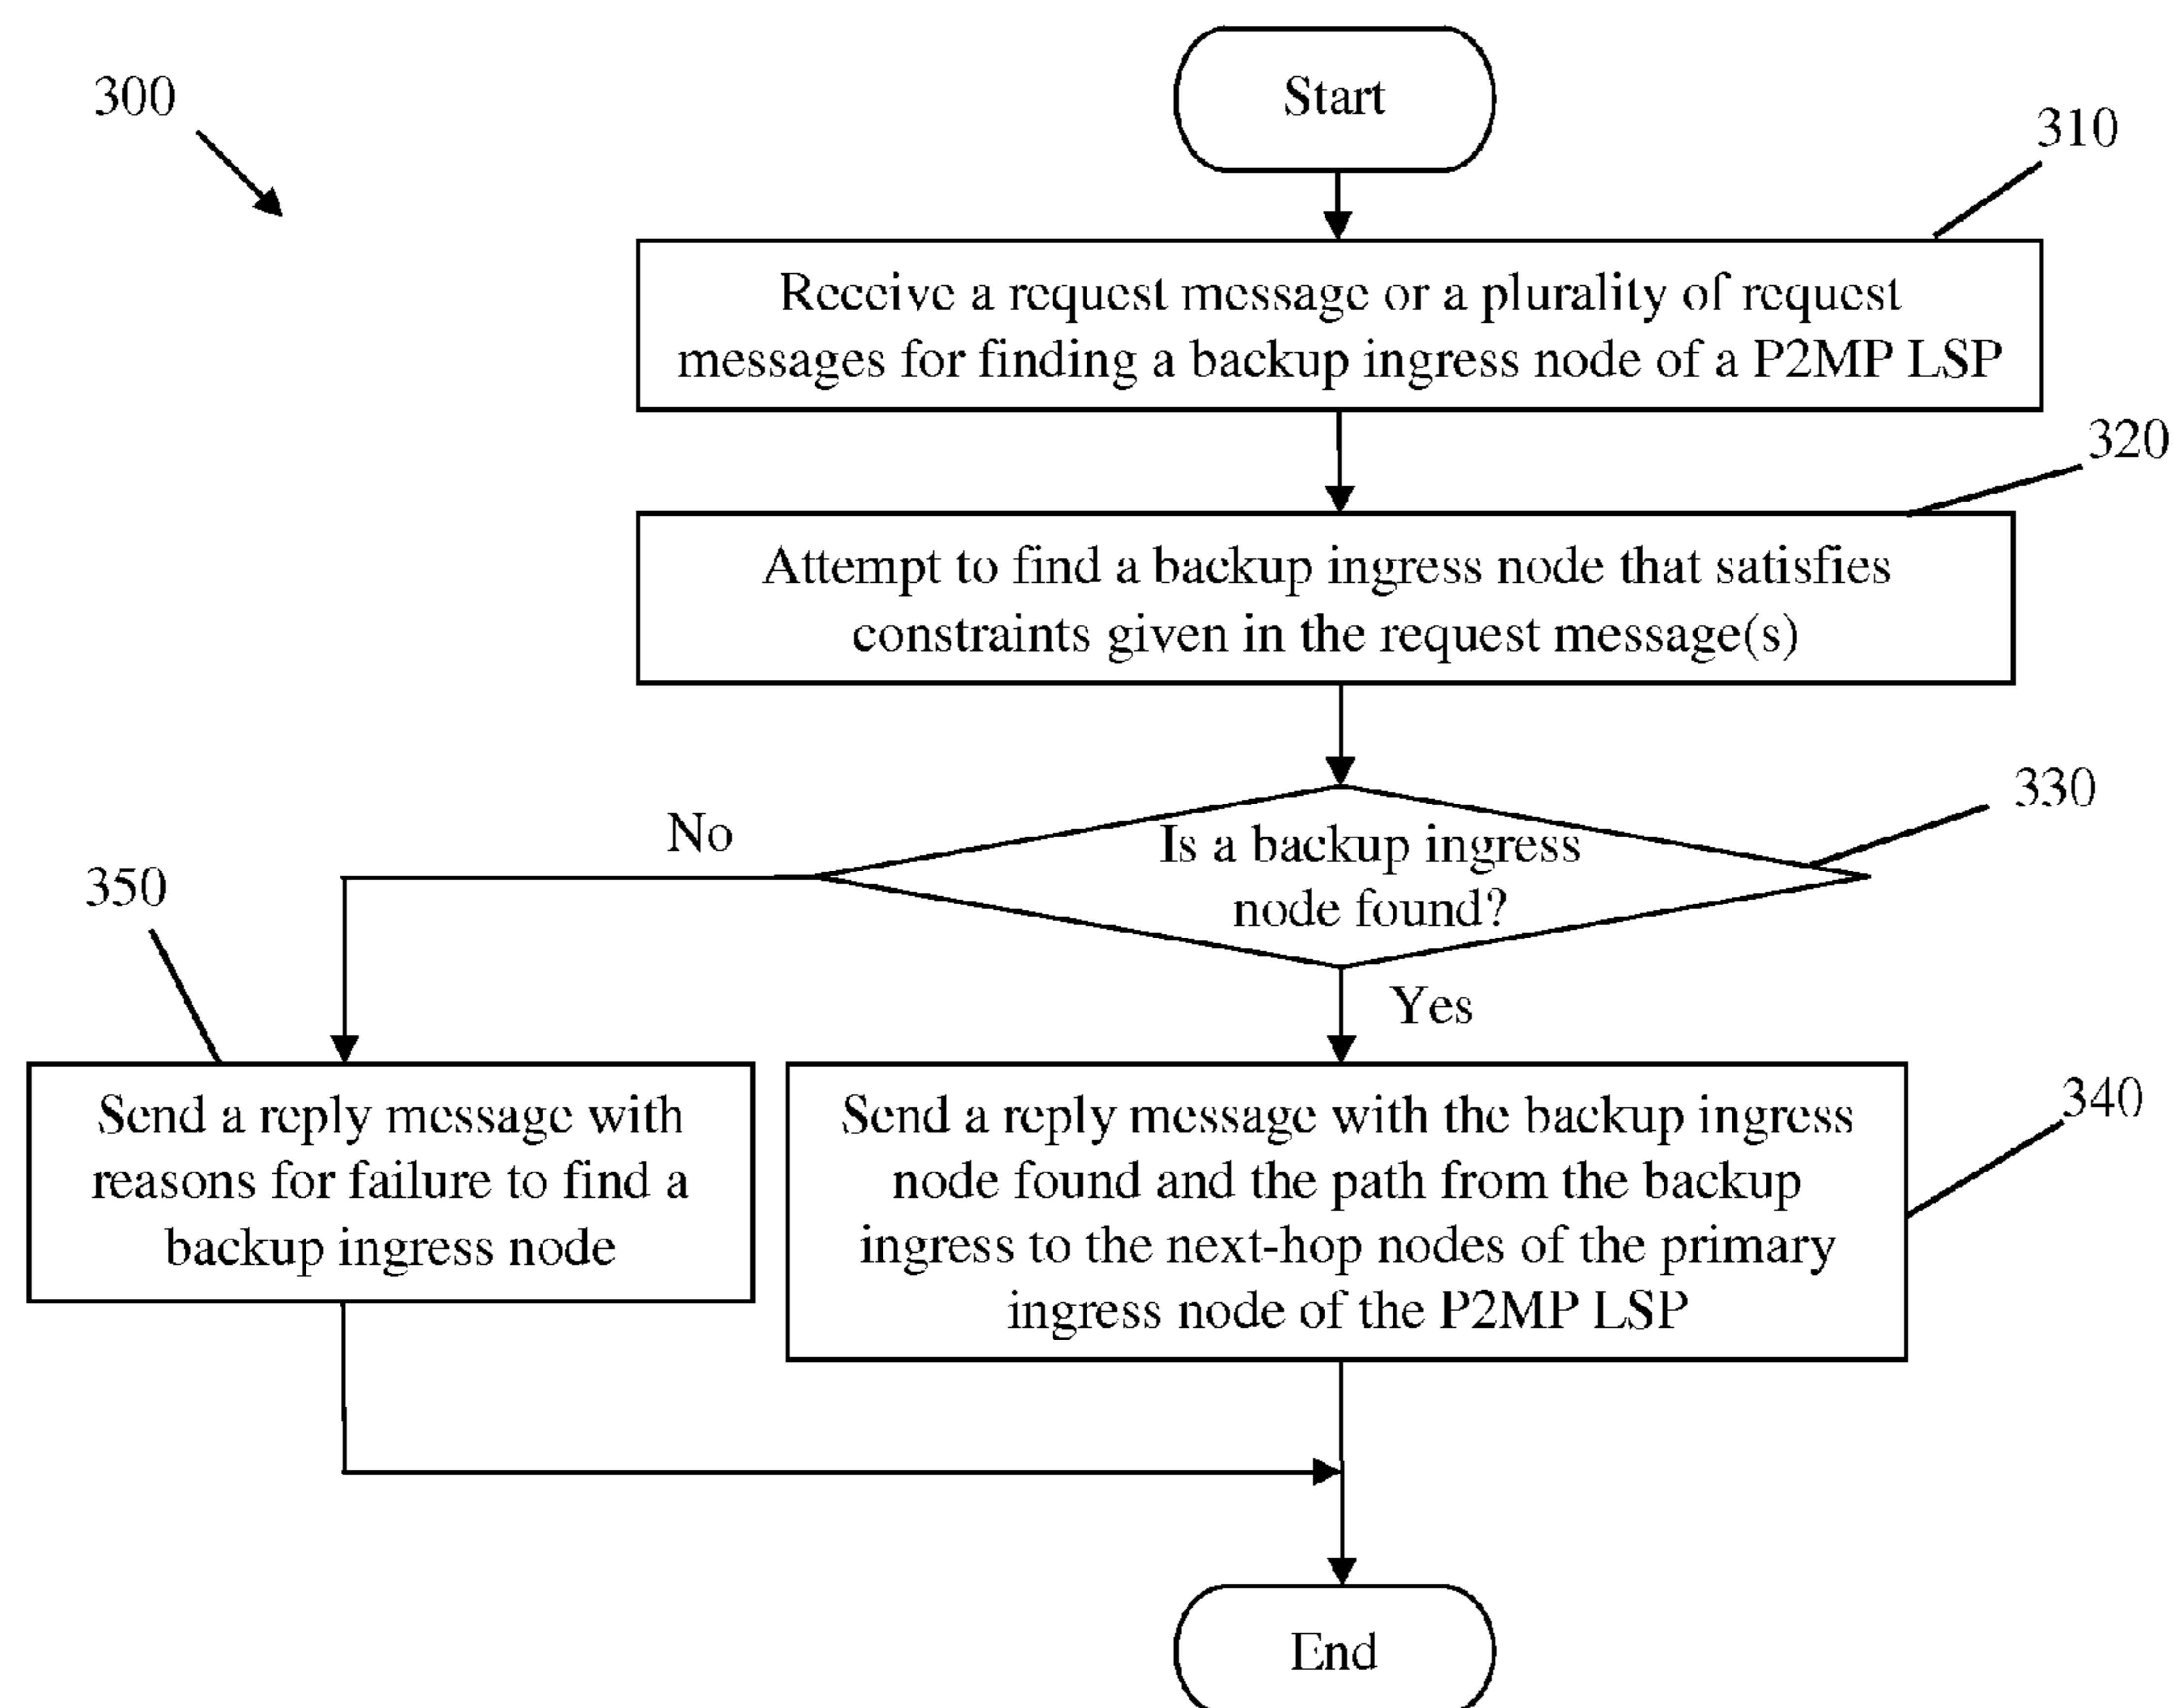 Start
300
310
Receive a request message or a plurality of request
messages for finding a backup ingress node of a P2MP LSP
320
Attempt to find a backup ingress node that satisfies
constraints given in the request message(s)
330
No
Is a backup ingress
node found?
350
Yes
Send a reply message with
reasons for failure to find a
backup ingress node
340
Send a reply message with the backup ingress
node found and the path from the backup
ingress to the next-hop nodes of the primary
ingress node of the P2MP LSP
End